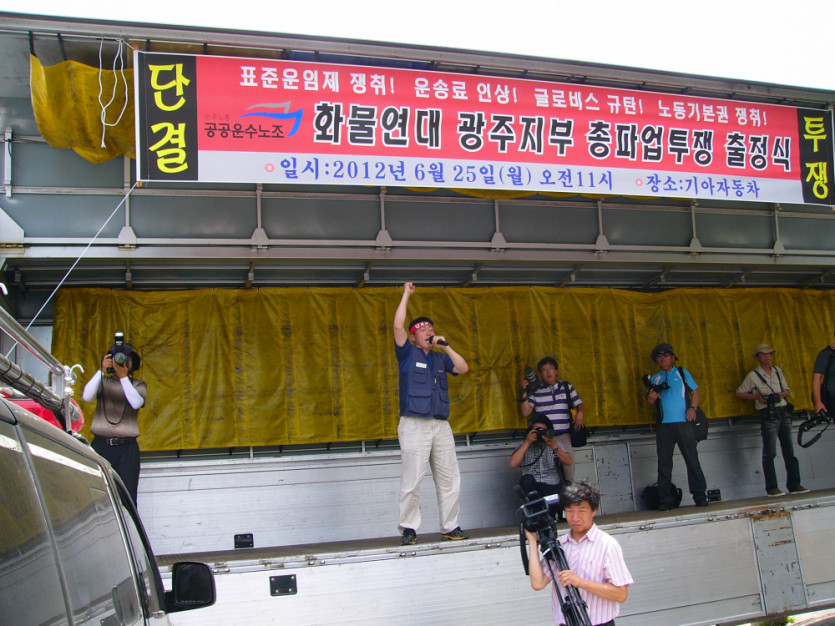 단결
표준운임제 쟁취! 운송료 인상! 글로비스 규탄! 노동기본권 쟁취!
공공운수노조
화물연대 광주지부 총파업투쟁 출정식
일시:2012년 6월 25일(월) 오전11시
장소:기아자동차
투쟁